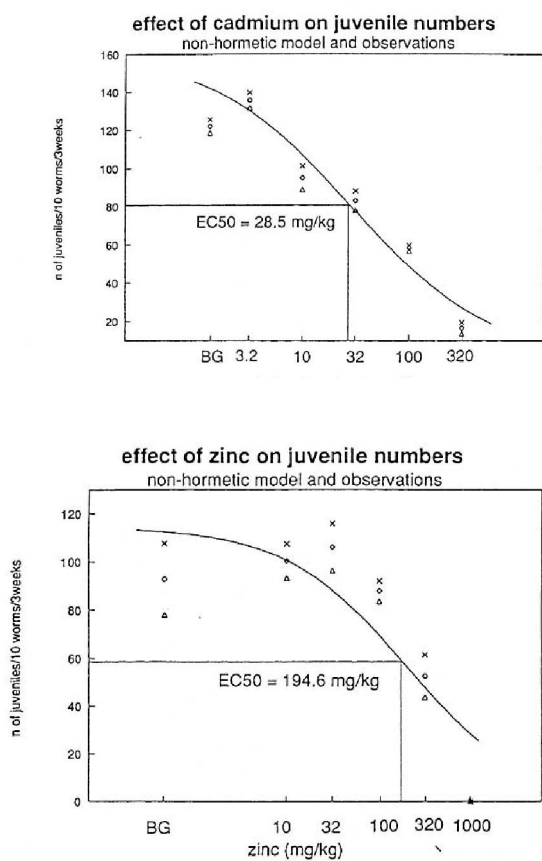 effect of cadmium on juvenile numbers
non-hormetic model and observations
160
140
120
100
80
60
40
20
n of juveniles/10 worms/3weeks
EC50 = 28.5 mg/kg
BG 3.2 10 32 100 320
effect of zinc on juvenile numbers
non-hormetic model and observations
120
100
80
60
40
20
0
n of juveniles/10 worms/3weeks
EC50 = 194.6 mg/kg
BG 10 32 100 320 1000
zinc (mg/kg)